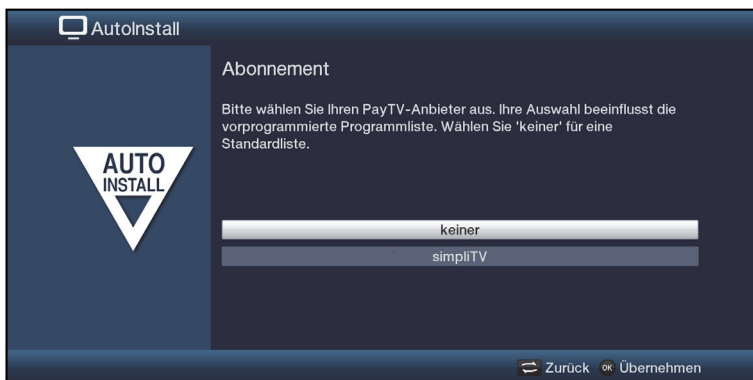 AutoInstall
Abonnement
Bitte wählen Sie Ihren PayTV-Anbieter aus. Ihre Auswahl beeinflusst die
vorprogrammierte Programmliste. Wählen Sie 'keiner' für eine
Standardliste.
AUTO
INSTALL
keiner
simpliTV
Zurück OK Übernehmen